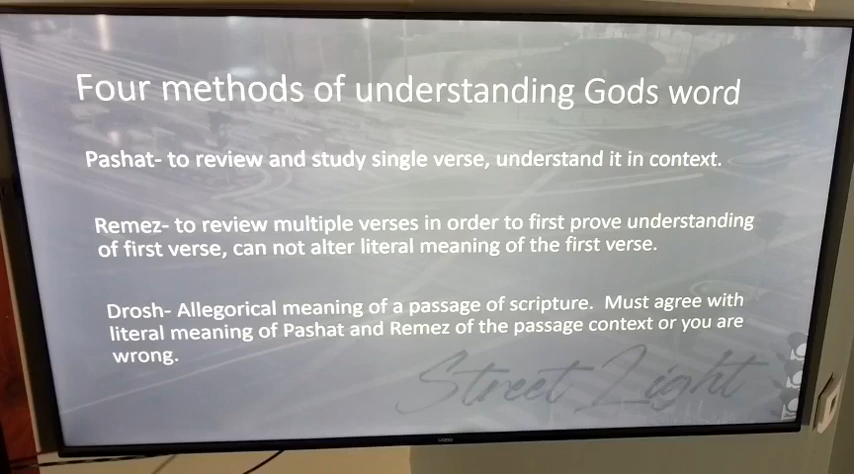 Four methods of understanding Gods word
Pashat- to review and study single verse, understand it in context.
Remez- to review multiple verses in order to first prove understanding
of first verse, can not alter literal meaning of the first verse.
Drosh- Allegorical meaning of a passage of scripture. Must agree with
literal meaning of Pashat and Remez of the passage context or you are
wrong.
Street Light